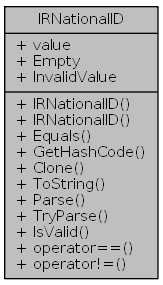 IRNationalID
+ value
+ Empty
+ InvalidValue
+ IRNationalID()
+ IRNationalID()
+ Equals()
+ GetHashCode()
+ Clone()
+ ToString()
+ Parse()
+ TryParse()
+ IsValid()
+ operator==()
+ operator!=()